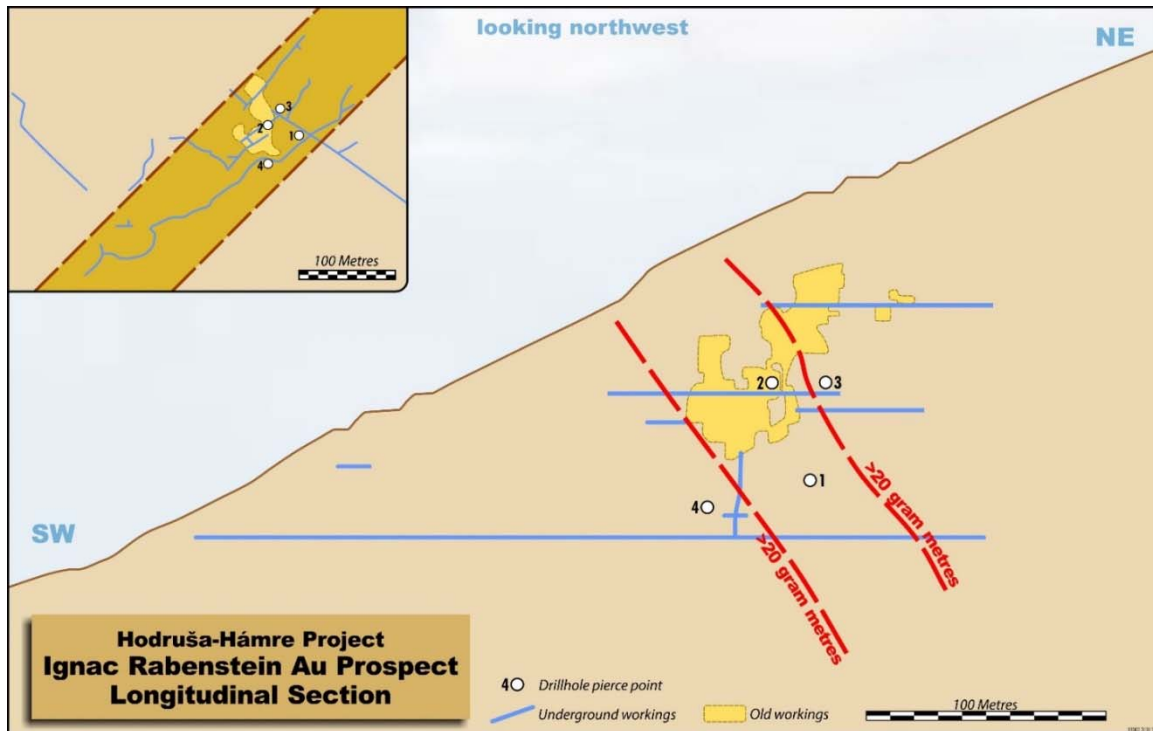 looking northwest
NE
3
2
1
4
100 Metres
2
3
1
4
>20 gram metres
>20 gram metres
SW
Hodruša-Hámre Project
Ignac Rabenstein Au Prospect
Longitudinal Section
4 Drillhole pierce point
Underground workings
Old workings
100 Metres